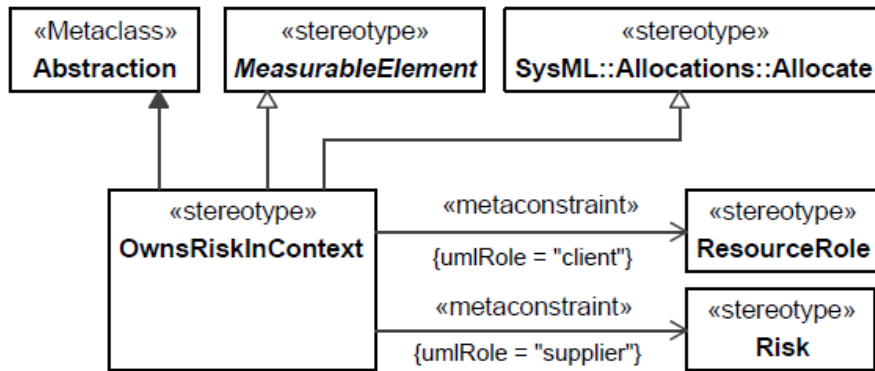 «Metaclass»
Abstraction
«stereotype»
MeasurableElement
«stereotype»
SysML::Allocations::Allocate
«stereotype»
OwnsRiskInContext
«metaconstraint»
{umlRole = "client"}
«stereotype»
ResourceRole
«metaconstraint»
{umlRole = "supplier"}
«stereotype»
Risk